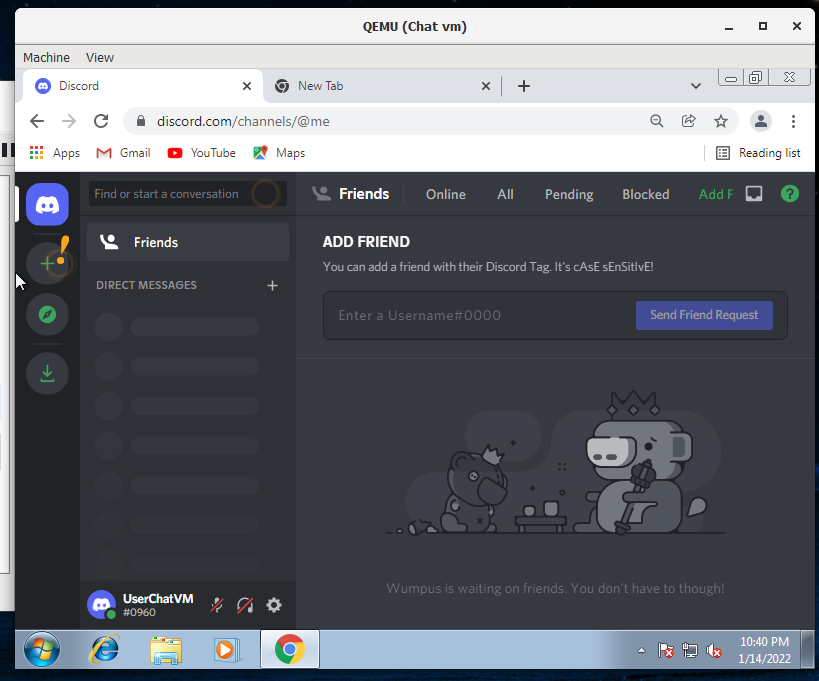 QEMU (Chat vm)
Machine View
Discord New Tab
discord.com/channels/@me
Apps Gmail YouTube Maps Reading list
Find or start a conversation
Friends Online All Pending Blocked Add F
Friends
DIRECT MESSAGES
ADD FRIEND
You can add a friend with their Discord Tag. It's cAsE sEnSitIvE!
Enter a Username#0000 Send Friend Request
Wumpus is waiting on friends. You don't have to though!
UserChatVM
#0960
10:40 PM
1/14/2022